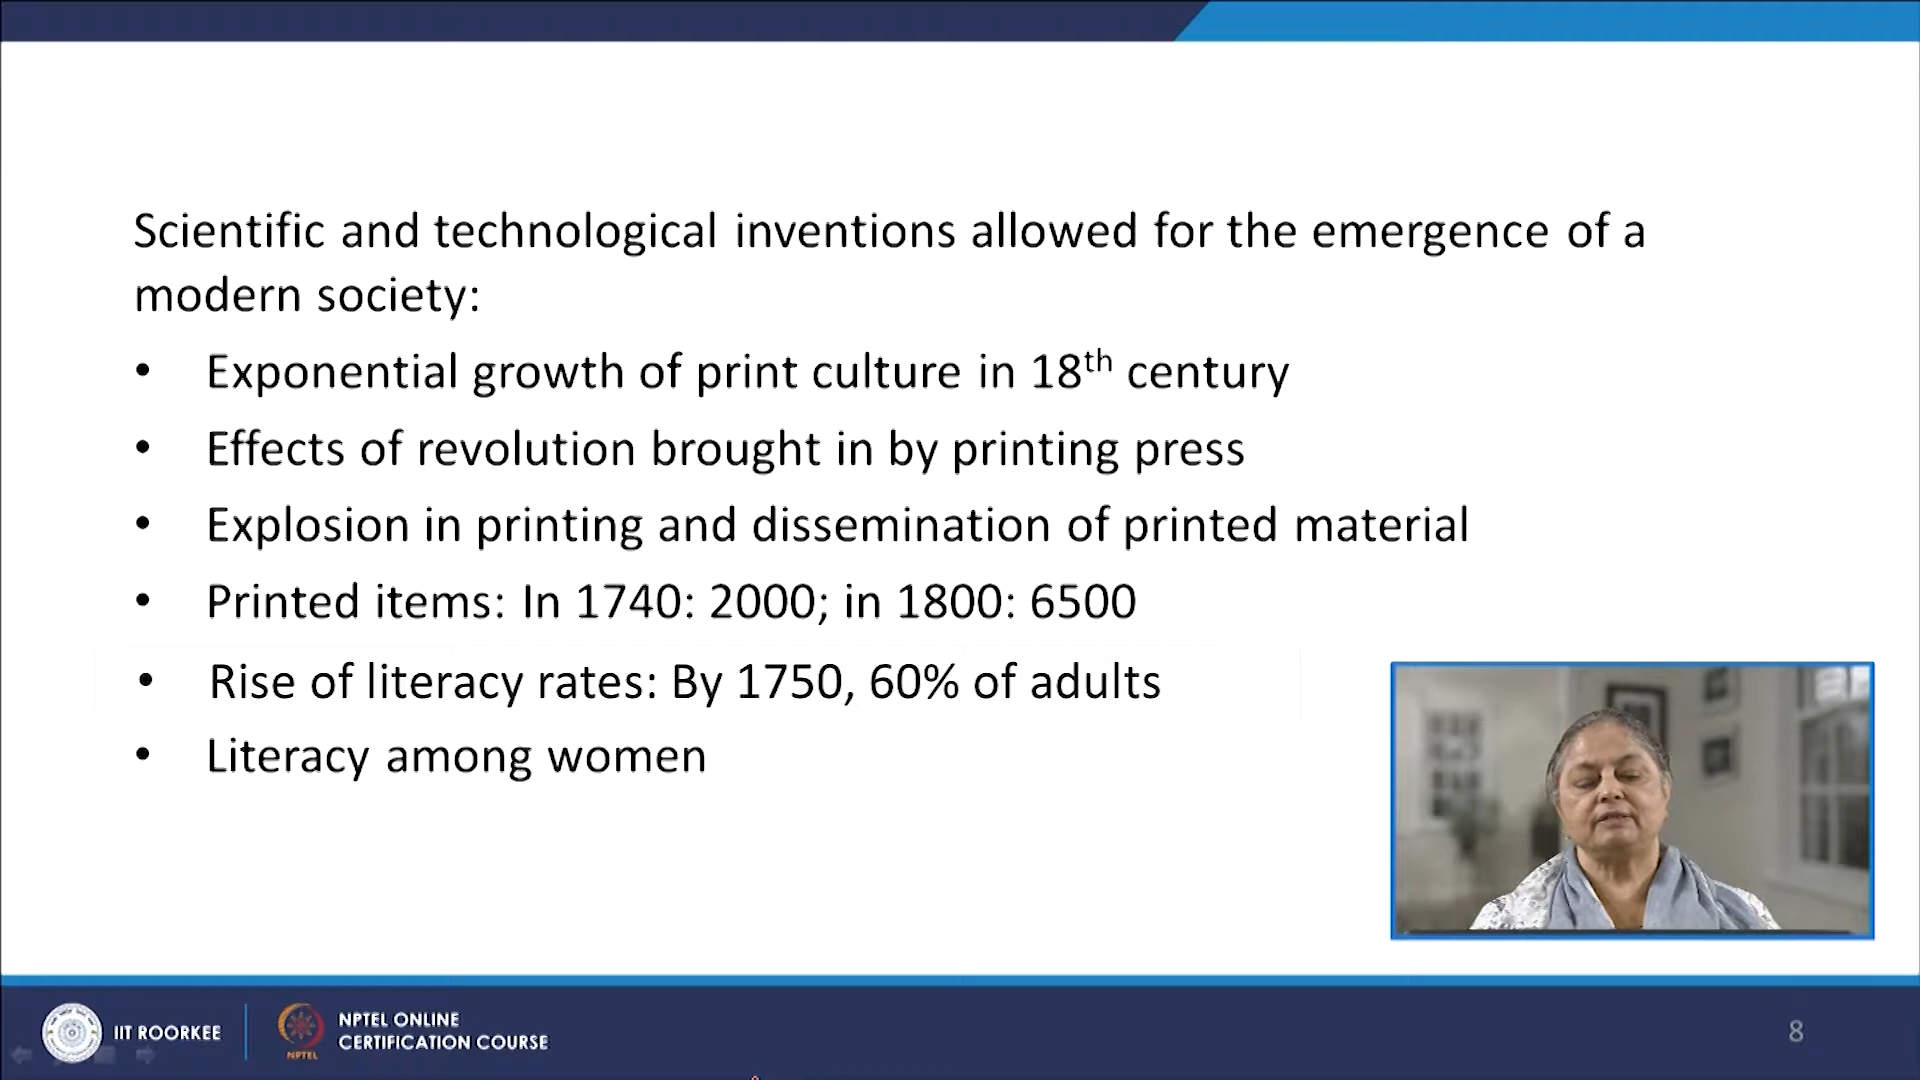 Scientific and technological inventions allowed for the emergence of a
modern society:
• Exponential growth of print culture in 18th century
• Effects of revolution brought in by printing press
• Explosion in printing and dissemination of printed material
• Printed items: In 1740: 2000; in 1800: 6500
• Rise of literacy rates: By 1750, 60% of adults
• Literacy among women
IIT ROORKEE
NPTEL
NPTEL ONLINE
CERTIFICATION COURSE
8